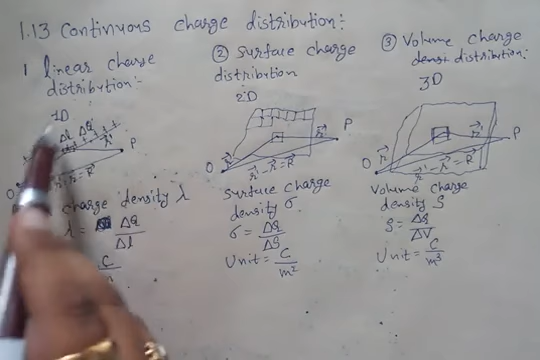 1.13 Continuous charge distribution:-
1 linear charge
distribution:-
1D
Δl ΔQ
O
charge density λ
λ = ΔQ/Δl
C
② Surface charge
distribution
2D
P
O
r⃗
r⃗'
r⃗' - r⃗ = R⃗
Surface charge
density σ
σ = ΔQ/ΔS
Unit = C/m²
③ Volume charge
densi distribution:-
3D
P
O
r⃗
r⃗'
r⃗' - r⃗ = R⃗
Volume charge
density ρ
ρ = ΔQ/ΔV
Unit = C/m³